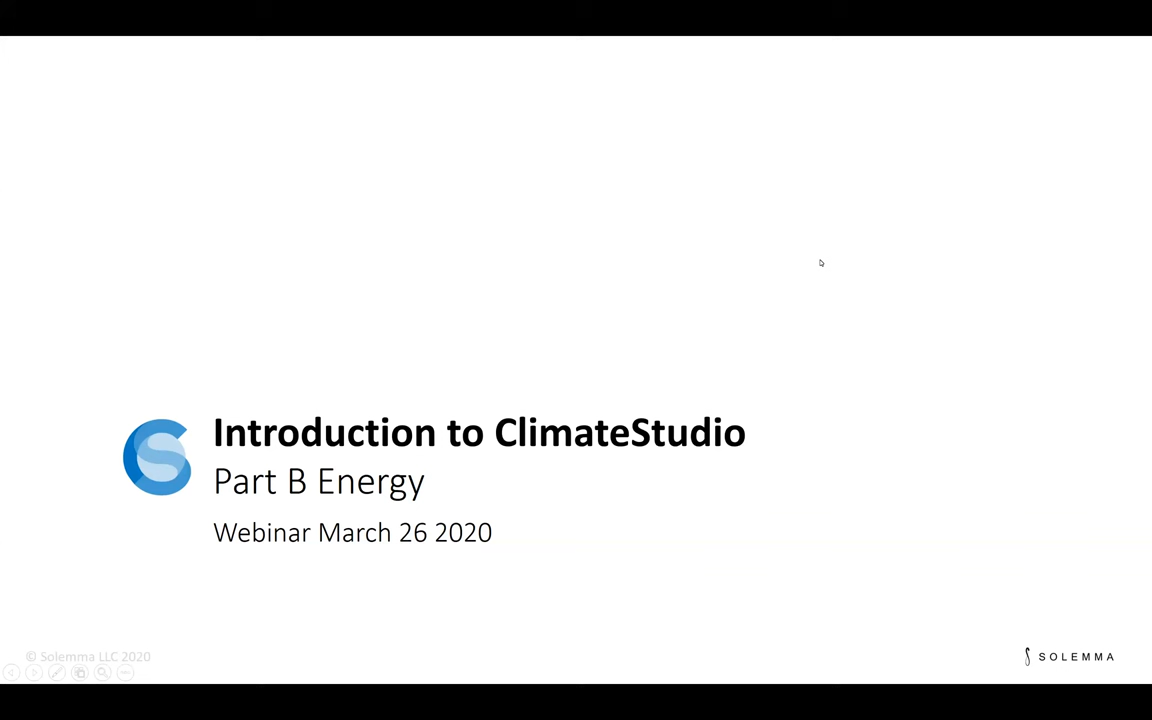 Introduction to ClimateStudio
Part B Energy
Webinar March 26 2020
© Solemma LLC 2020
SOLEMMA